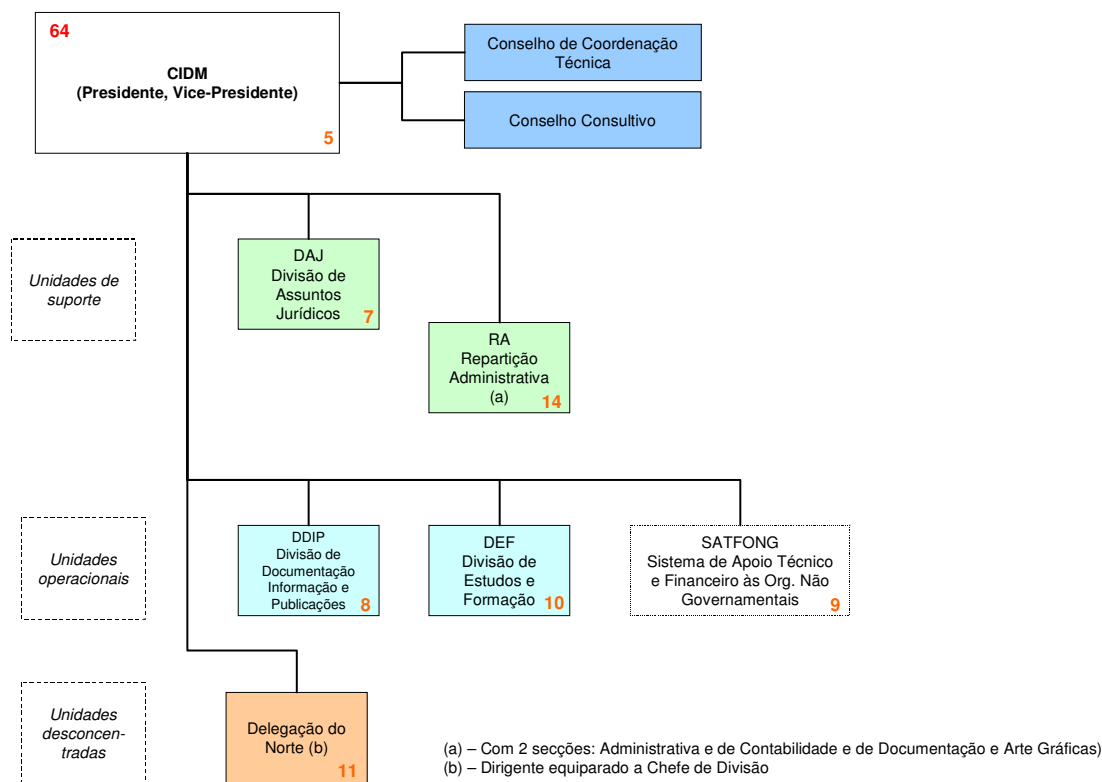 64
CIDM
(Presidente, Vice-Presidente)
5
Conselho de Coordenação
Técnica
Conselho Consultivo
Unidades de
suporte
DAJ
Divisão de
Assuntos
Jurídicos
7
RA
Repartição
Administrativa
(a)
14
Unidades
operacionais
DDIP
Divisão de
Documentação
Informação e
Publicações
8
DEF
Divisão de
Estudos e
Formação
10
SATFONG
Sistema de Apoio Técnico
e Financeiro às Org. Não
Governamentais
9
Unidades
desconcen-
tradas
Delegação do
Norte (b)
11
(a) – Com 2 secções: Administrativa e de Contabilidade e de Documentação e Arte Gráficas)
(b) – Dirigente equiparado a Chefe de Divisão